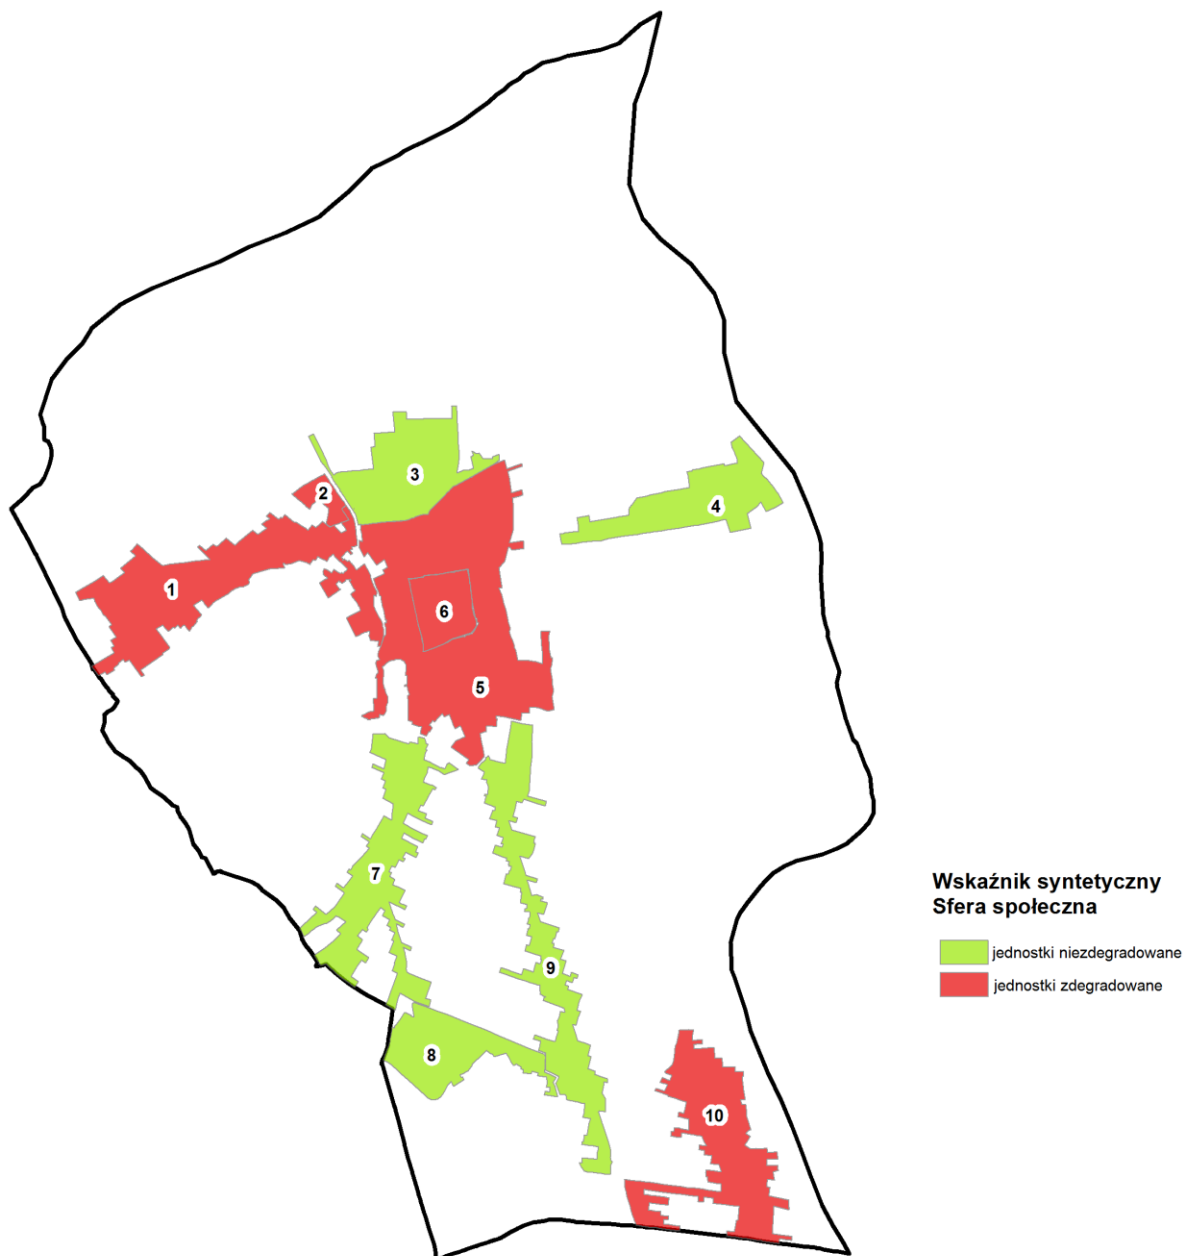 3
2
4
1
6
5
7
Wskaźnik syntetyczny
Sfera społeczna
jednostki niezdegradowane
jednostki zdegradowane
9
8
10